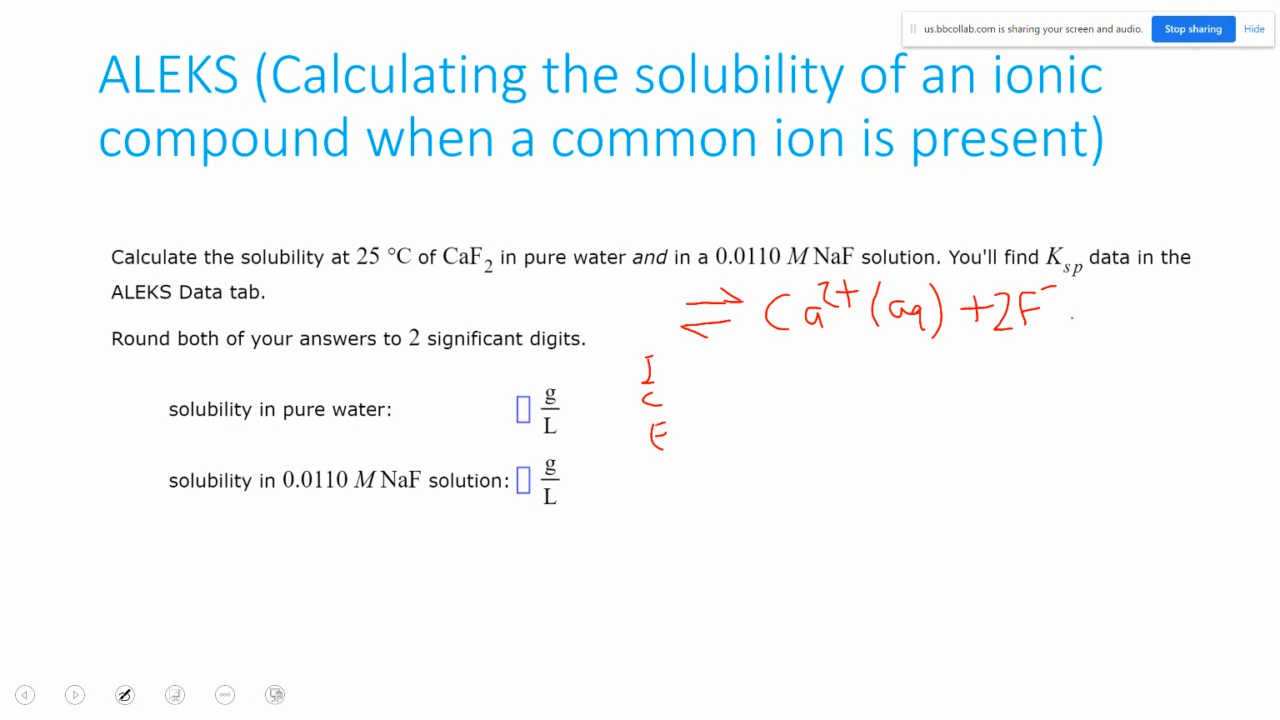 us.bbcollab.com is sharing your screen and audio. Stop sharing Hide
ALEKS (Calculating the solubility of an ionic
compound when a common ion is present)
Calculate the solubility at 25 °C of CaF₂ in pure water and in a 0.0110 M NaF solution. You'll find Kₛₚ data in the
ALEKS Data tab.
⇌ Ca²⁺(aq) + 2F⁻
Round both of your answers to 2 significant digits.
I
C
E
solubility in pure water: g/L
solubility in 0.0110 M NaF solution: g/L